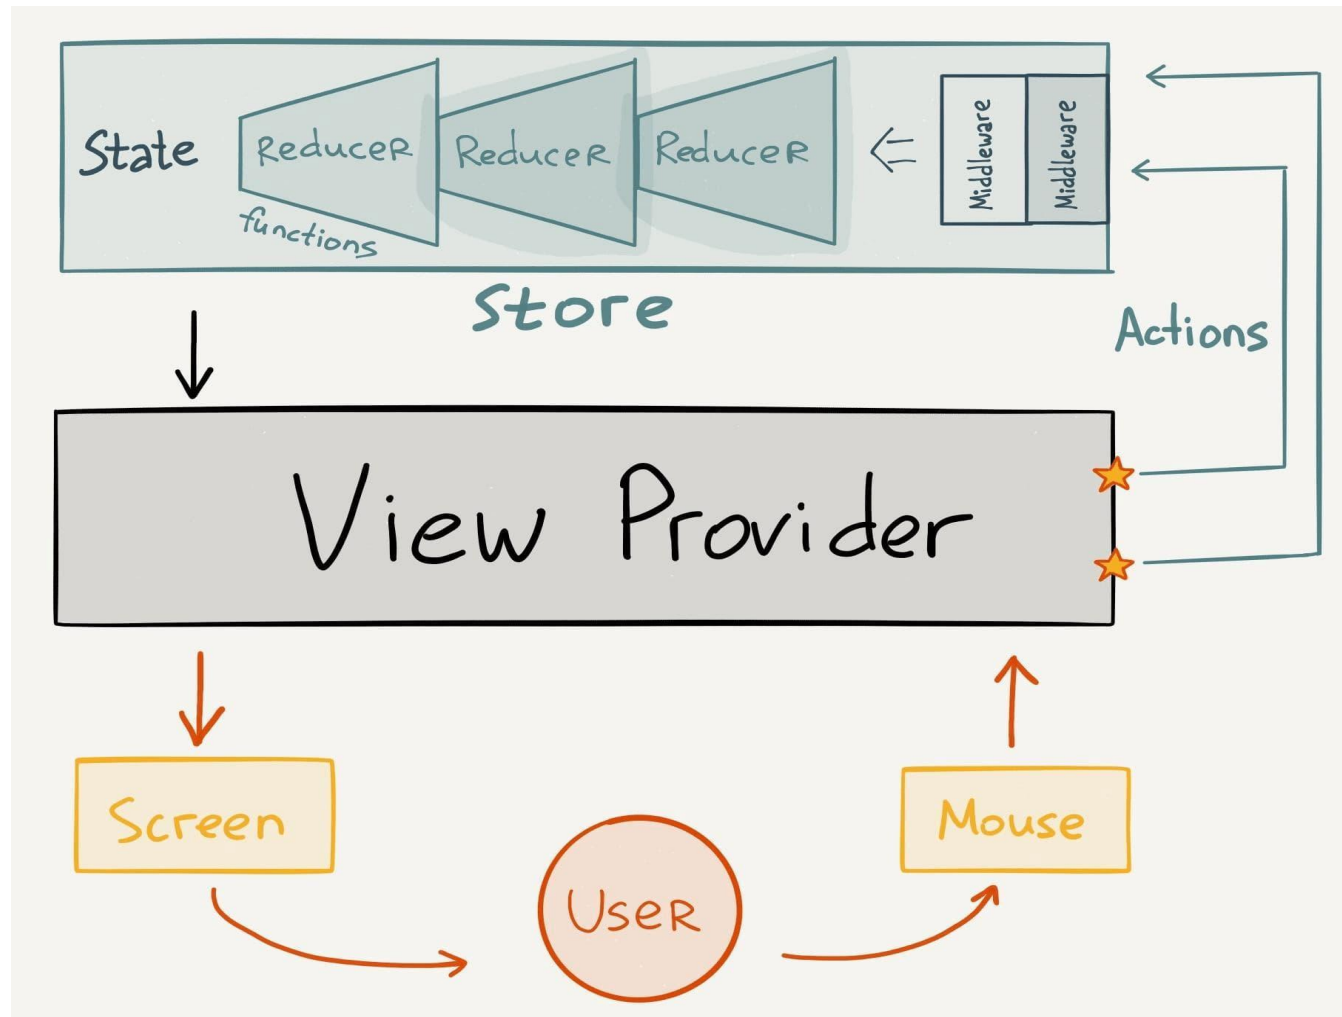 State
Reducer
Reducer
Reducer
functions
Middleware
Middleware
Store
Actions
View Provider
Screen
Mouse
User